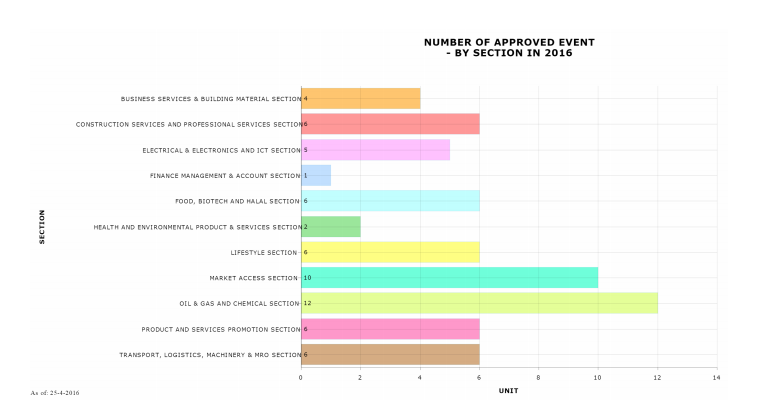 NUMBER OF APPROVED EVENT
- BY SECTION IN 2016
BUSINESS SERVICES & BUILDING MATERIAL SECTION 4
CONSTRUCTION SERVICES AND PROFESSIONAL SERVICES SECTION 6
ELECTRICAL & ELECTRONICS AND ICT SECTION 5
FINANCE MANAGEMENT & ACCOUNT SECTION 1
FOOD, BIOTECH AND HALAL SECTION 6
HEALTH AND ENVIRONMENTAL PRODUCT & SERVICES SECTION 2
SECTION
LIFESTYLE SECTION 6
MARKET ACCESS SECTION 10
OIL & GAS AND CHEMICAL SECTION 12
PRODUCT AND SERVICES PROMOTION SECTION 6
TRANSPORT, LOGISTICS, MACHINERY & MRO SECTION 6
0 2 4 6 8 10 12 14
UNIT
As of: 25-4-2016